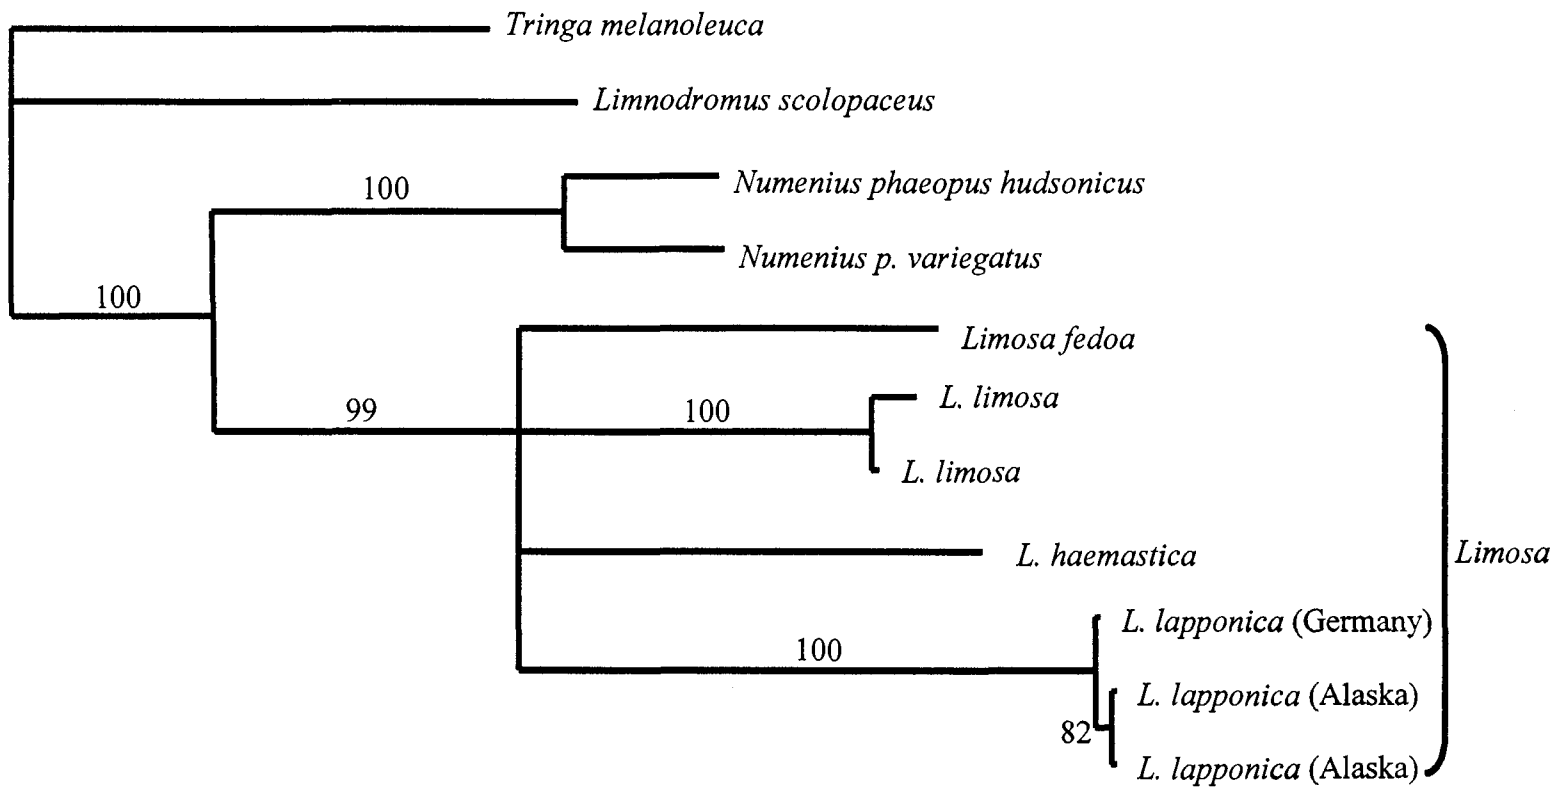 Tringa melanoleuca
Limnodromus scolopaceus
100
Numenius phaeopus hudsonicus
Numenius p. variegatus
100
Limosa fedoa
99
100
L. limosa
L. limosa
L. haemastica
Limosa
L. lapponica (Germany)
100
L. lapponica (Alaska)
82
L. lapponica (Alaska)